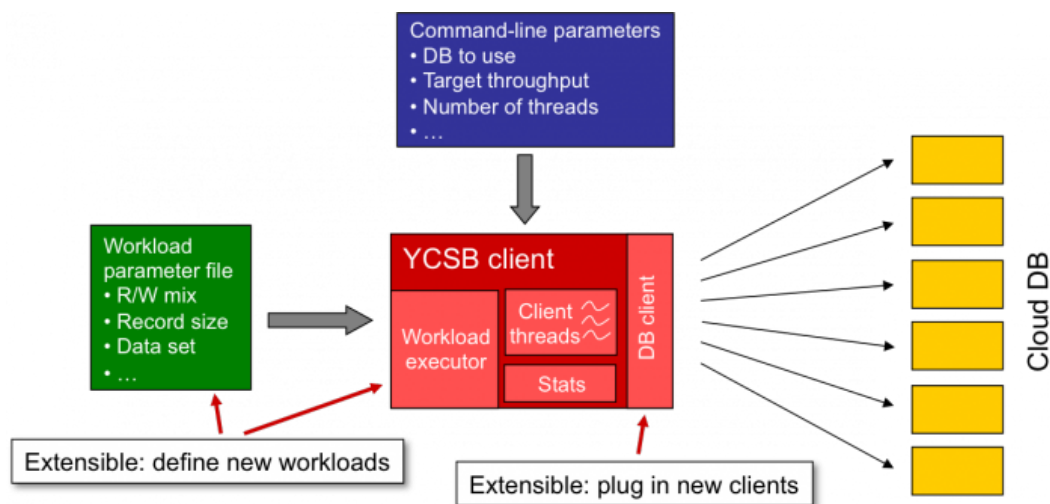 Command-line parameters
• DB to use
• Target throughput
• Number of threads
• …
Workload
parameter file
• R/W mix
• Record size
• Data set
• …
YCSB client
Workload
executor
Client
threads
Stats
DB client
Cloud DB
Extensible: define new workloads
Extensible: plug in new clients